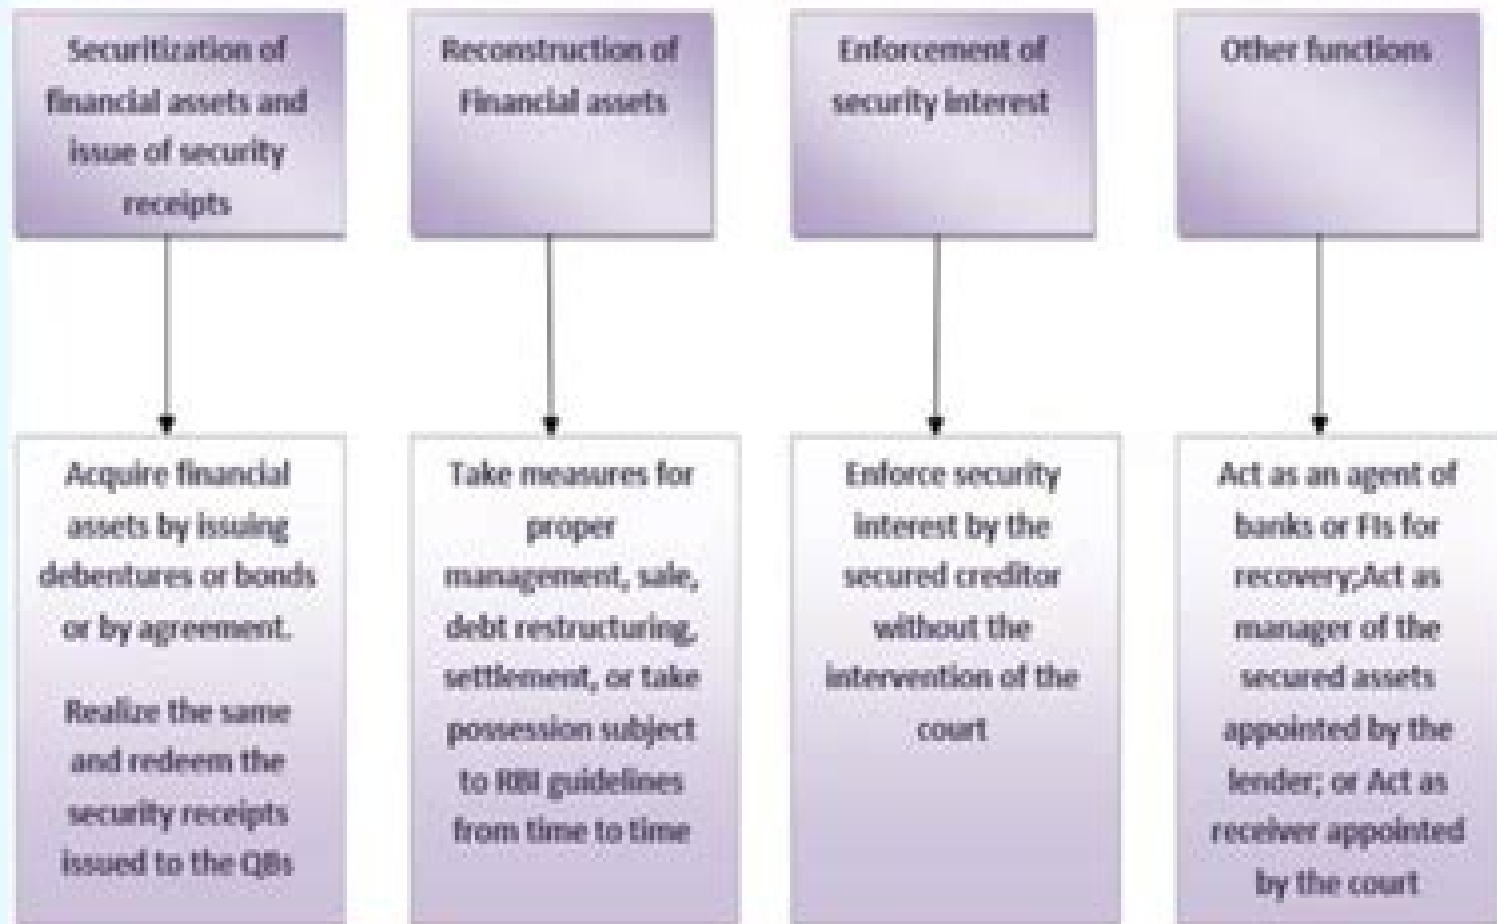 Securitization of
financial assets and
issue of security
receipts
Reconstruction of
Financial assets
Enforcement of
security interest
Other functions
Acquire financial
assets by issuing
debentures or bonds
or by agreement.
Realize the same
and redeem the
security receipts
issued to the QBs
Take measures for
proper
management, sale,
debt restructuring,
settlement, or take
possession subject
to RBI guidelines
from time to time
Enforce security
interest by the
secured creditor
without the
intervention of the
court
Act as an agent of
banks or FIs for
recovery;Act as
manager of the
secured assets
appointed by the
lender; or Act as
receiver appointed
by the court